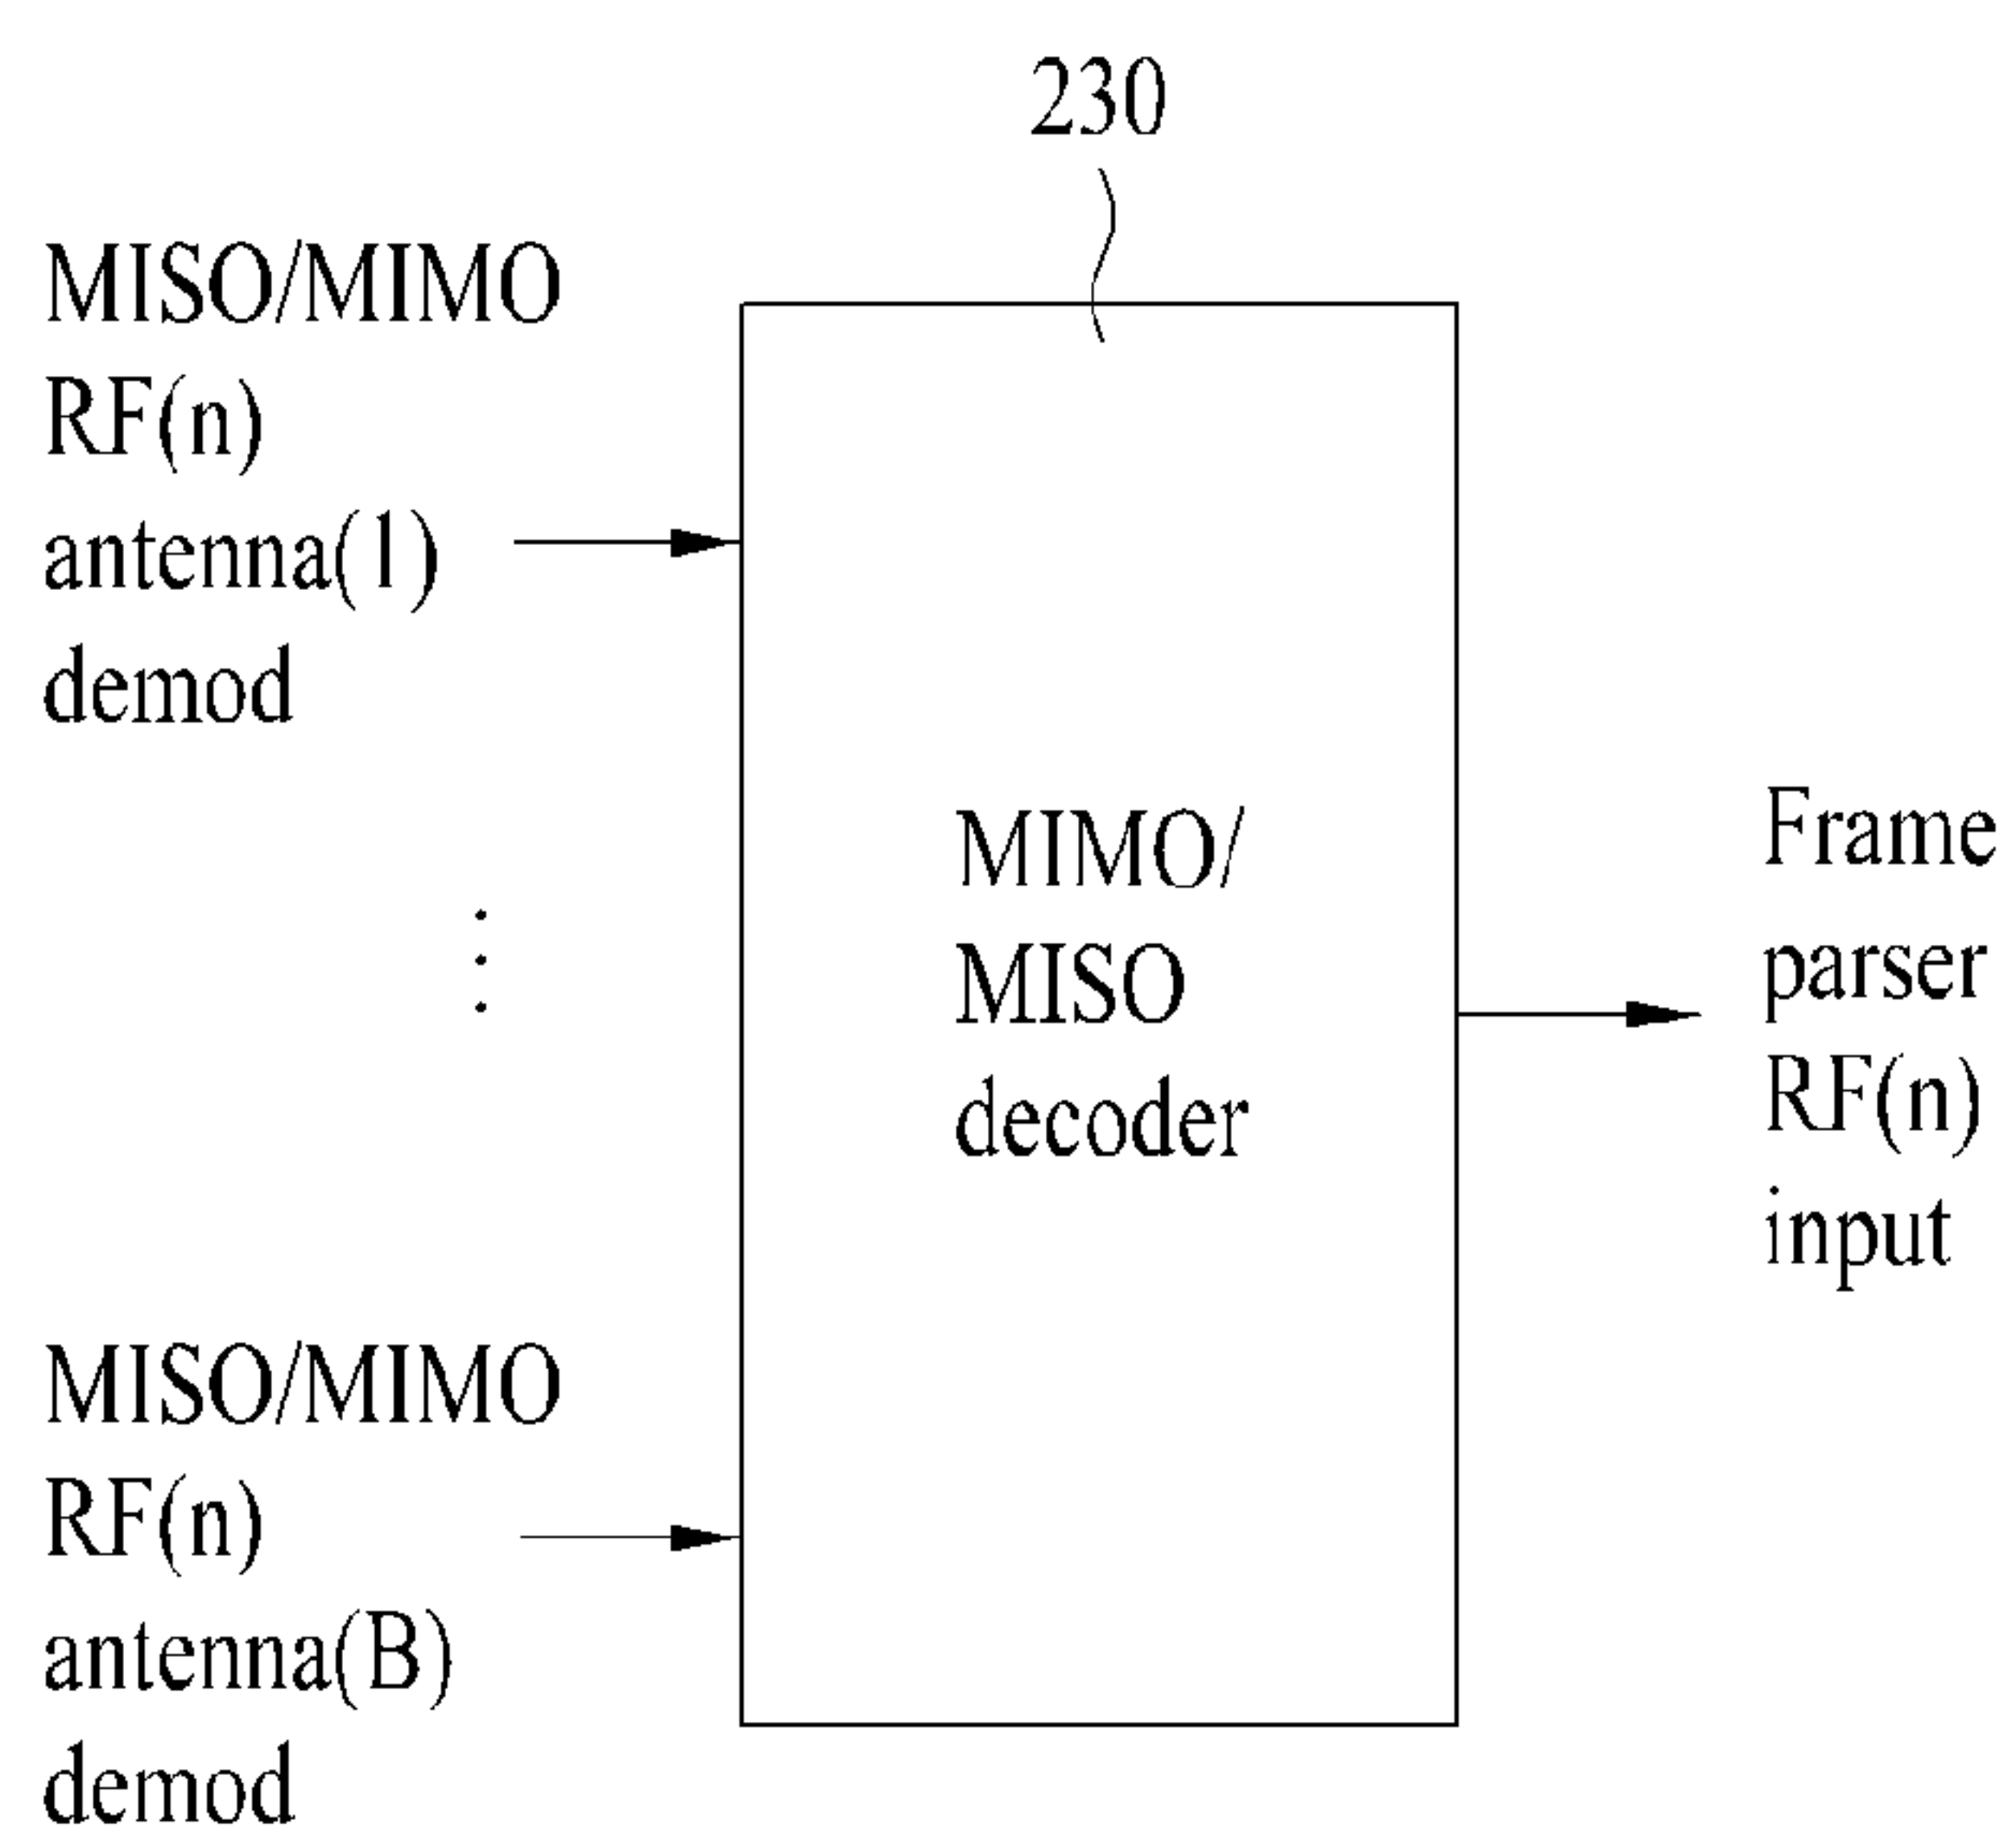 230
MISO/MIMO
RF(n)
antenna(1)
demod
MIMO/
MISO
decoder
Frame
parser
RF(n)
input
MISO/MIMO
RF(n)
antenna(B)
demod